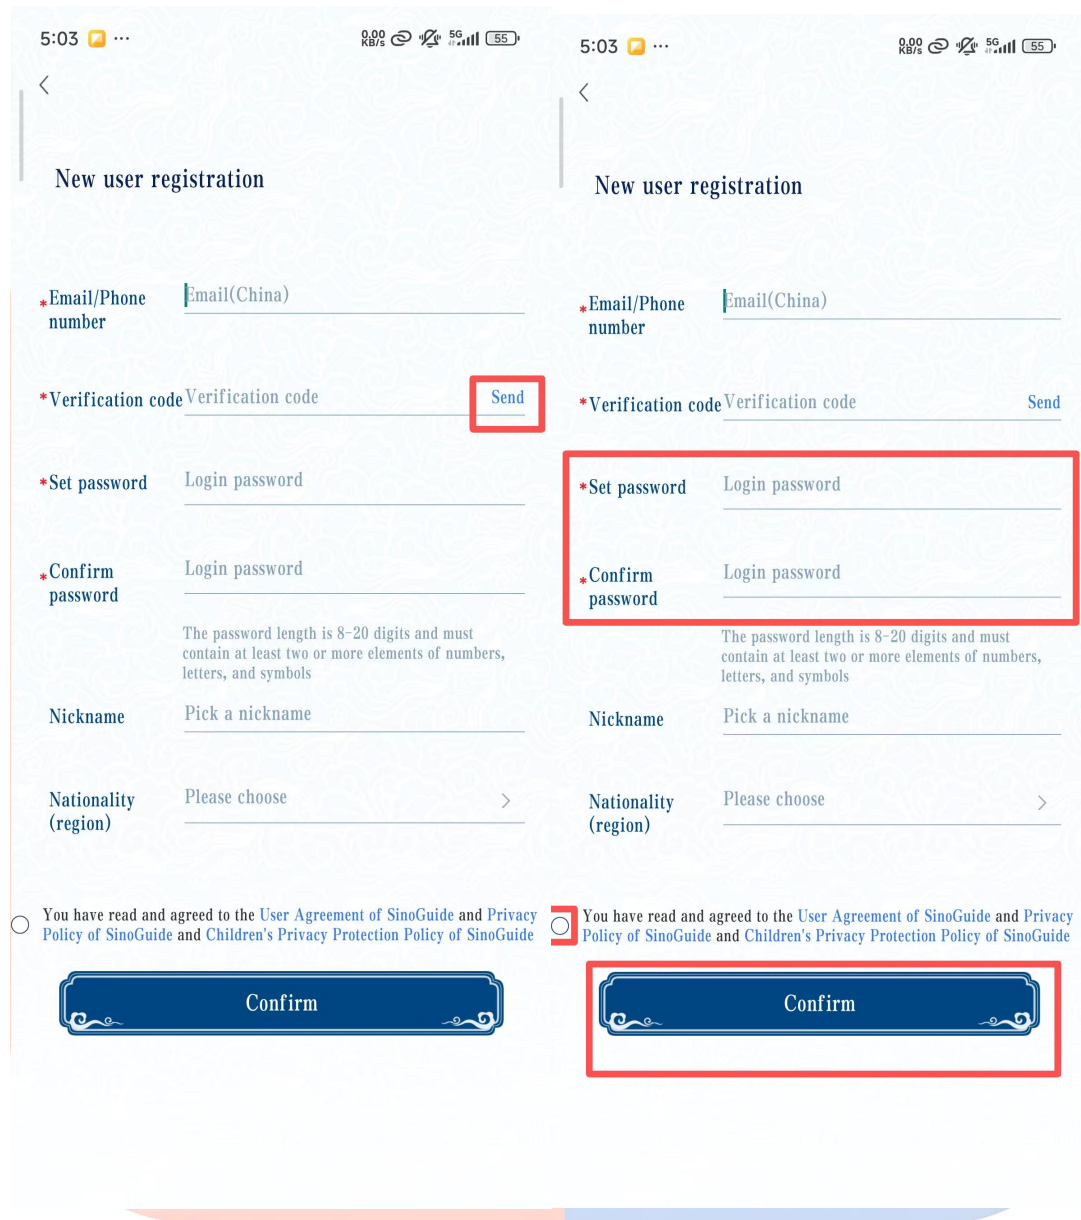 5:03 ...
0.00 KB/s 5G 55
New user registration
*Email/Phone
number
Email(China)
*Verification code
Verification code
Send
*Set password
Login password
*Confirm
password
Login password
The password length is 8-20 digits and must
contain at least two or more elements of numbers,
letters, and symbols
Nickname
Pick a nickname
Nationality
(region)
Please choose
You have read and agreed to the User Agreement of SinoGuide and Privacy
Policy of SinoGuide and Children's Privacy Protection Policy of SinoGuide
Confirm
5:03 ...
0.00 KB/s 5G 55
New user registration
*Email/Phone
number
Email(China)
*Verification code
Verification code
Send
*Set password
Login password
*Confirm
password
Login password
The password length is 8-20 digits and must
contain at least two or more elements of numbers,
letters, and symbols
Nickname
Pick a nickname
Nationality
(region)
Please choose
You have read and agreed to the User Agreement of SinoGuide and Privacy
Policy of SinoGuide and Children's Privacy Protection Policy of SinoGuide
Confirm